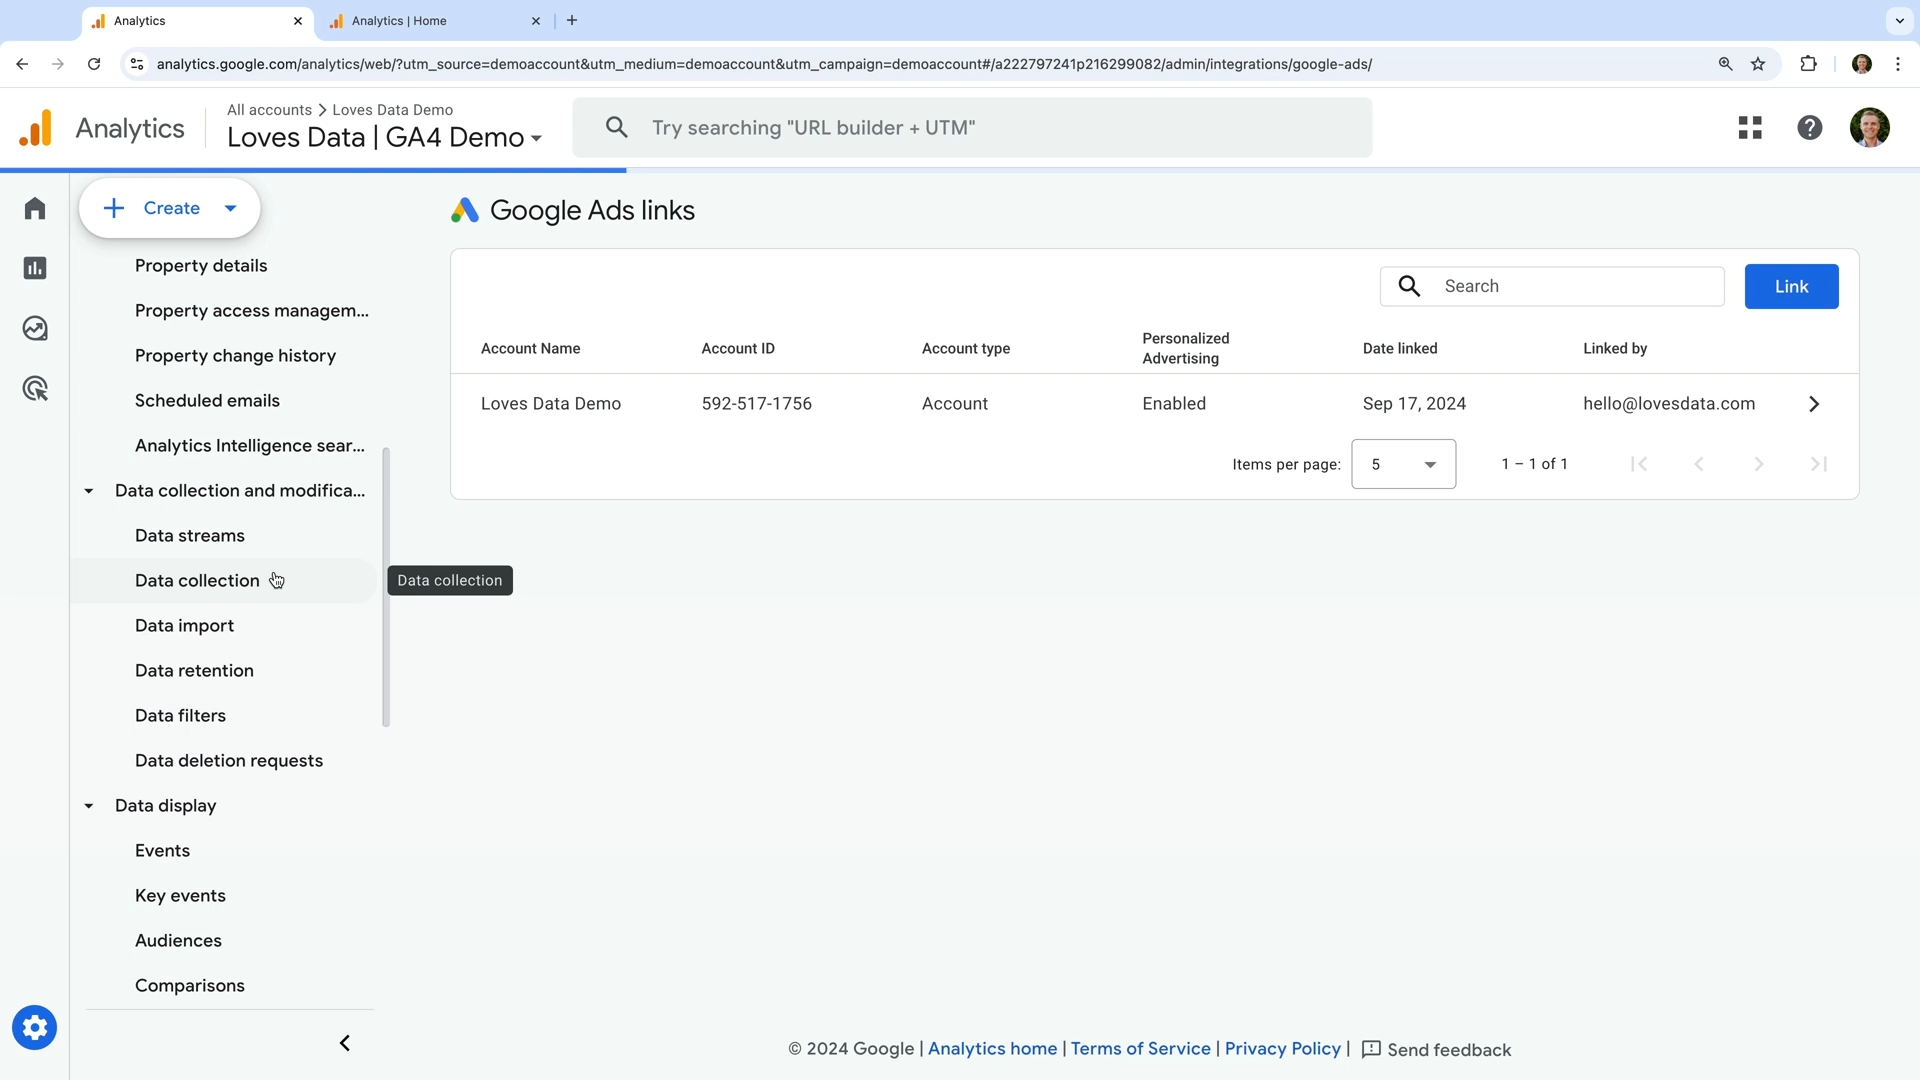 Analytics
Analytics | Home
analytics.google.com/analytics/web/?utm_source=demoaccount&utm_medium=demoaccount&utm_campaign=demoaccount#/a222797241p216299082/admin/integrations/google-ads/
Analytics
All accounts > Loves Data Demo
Loves Data | GA4 Demo
Try searching "URL builder + UTM"
Create
Property details
Property access managem...
Property change history
Scheduled emails
Analytics Intelligence sear...
Data collection and modifica...
Data streams
Data collection
Data collection
Data import
Data retention
Data filters
Data deletion requests
Data display
Events
Key events
Audiences
Comparisons
Google Ads links
Search
Link
Account Name Account ID Account type Personalized Advertising Date linked Linked by
Loves Data Demo 592-517-1756 Account Enabled Sep 17, 2024 hello@lovesdata.com
Items per page: 5 1 – 1 of 1
© 2024 Google | Analytics home | Terms of Service | Privacy Policy | Send feedback